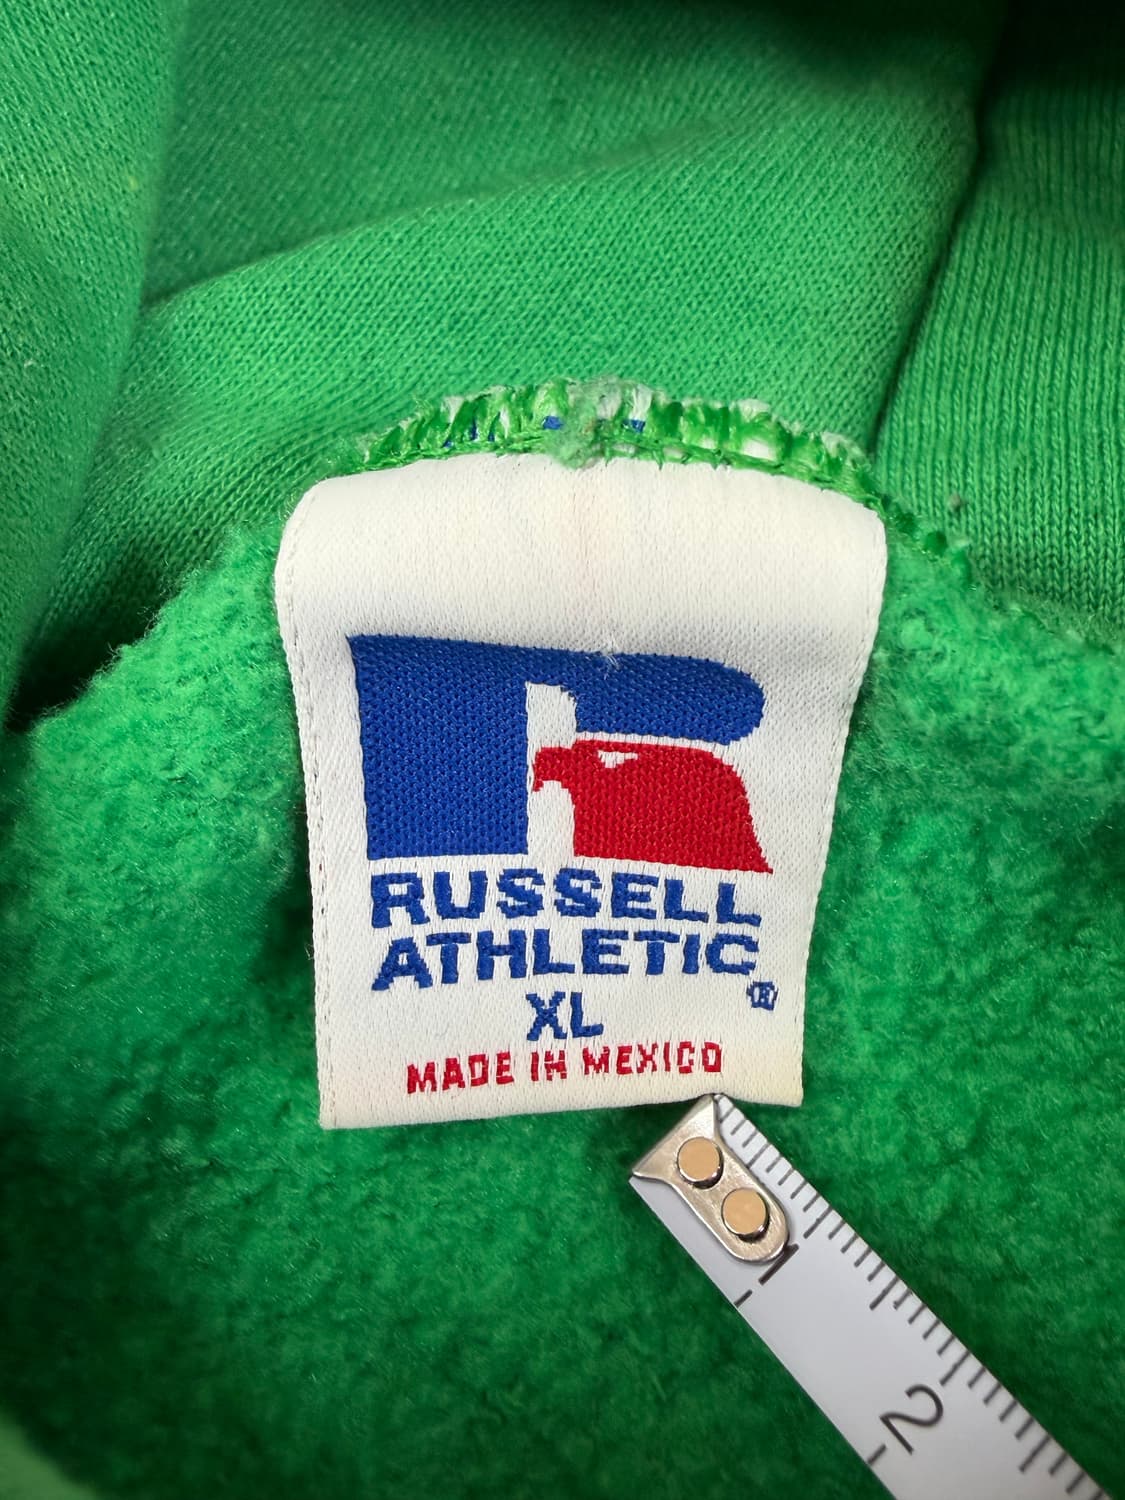 RUSSELL
ATHLETIC
®
XL
MADE IN MEXICO
1
2